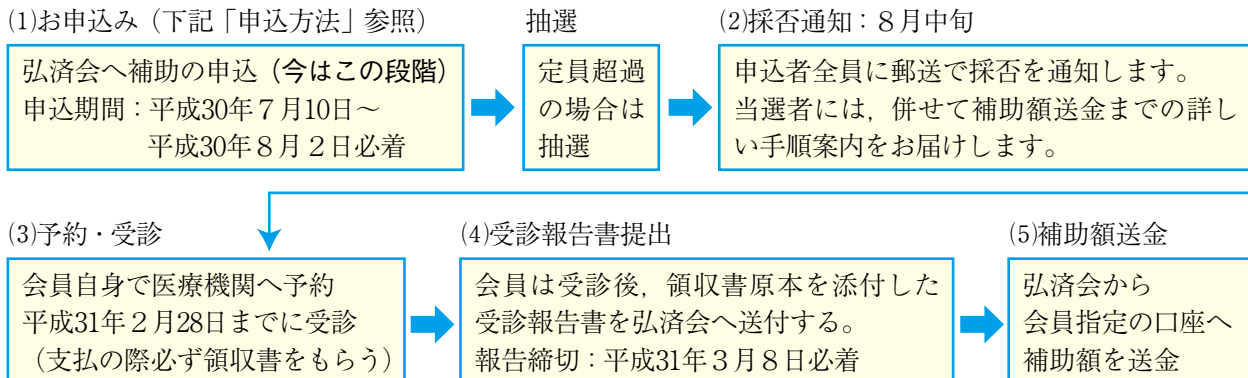 (1)お申込み（下記「申込方法」参照）
弘済会へ補助の申込（今はこの段階）
申込期間：平成30年７月10日～
平成30年８月２日必着
抽選
定員超過
の場合は
抽選
(2)採否通知：８月中旬
申込者全員に郵送で採否を通知します。
当選者には，併せて補助額送金までの詳し
い手順案内をお届けします。
(3)予約・受診
会員自身で医療機関へ予約
平成31年２月28日までに受診
（支払の際必ず領収書をもらう）
(4)受診報告書提出
会員は受診後，領収書原本を添付した
受診報告書を弘済会へ送付する。
報告締切：平成31年３月８日必着
(5)補助額送金
弘済会から
会員指定の口座へ
補助額を送金